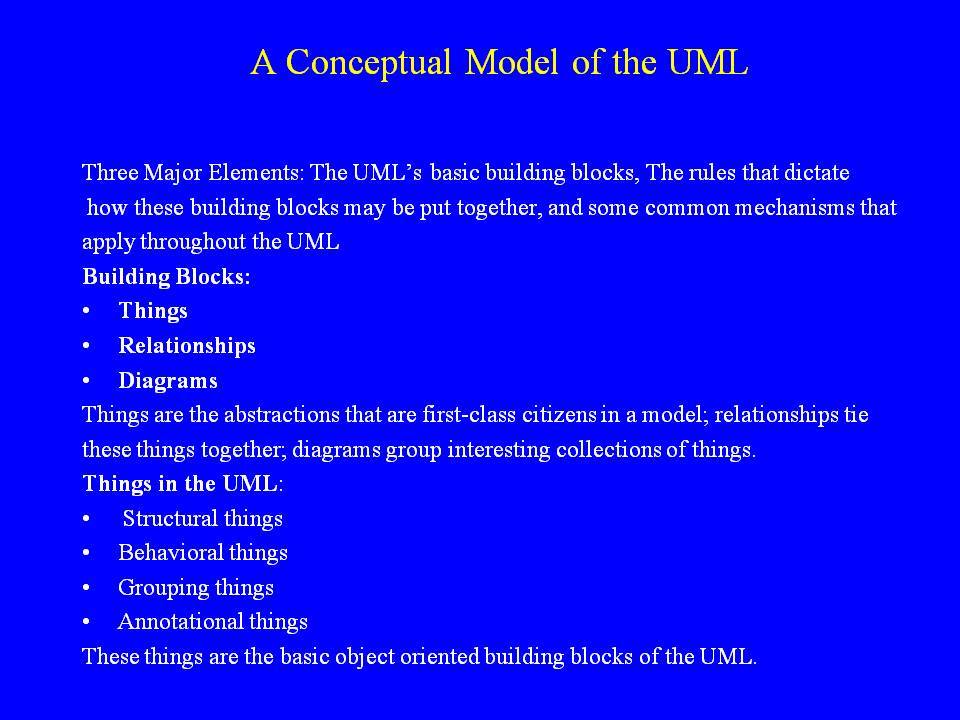 A Conceptual Model of the UML
Three Major Elements: The UML’s basic building blocks, The rules that dictate
how these building blocks may be put together, and some common mechanisms that
apply throughout the UML
Building Blocks:
• Things
• Relationships
• Diagrams
Things are the abstractions that are first-class citizens in a model; relationships tie
these things together; diagrams group interesting collections of things.
Things in the UML:
• Structural things
• Behavioral things
• Grouping things
• Annotational things
These things are the basic object oriented building blocks of the UML.